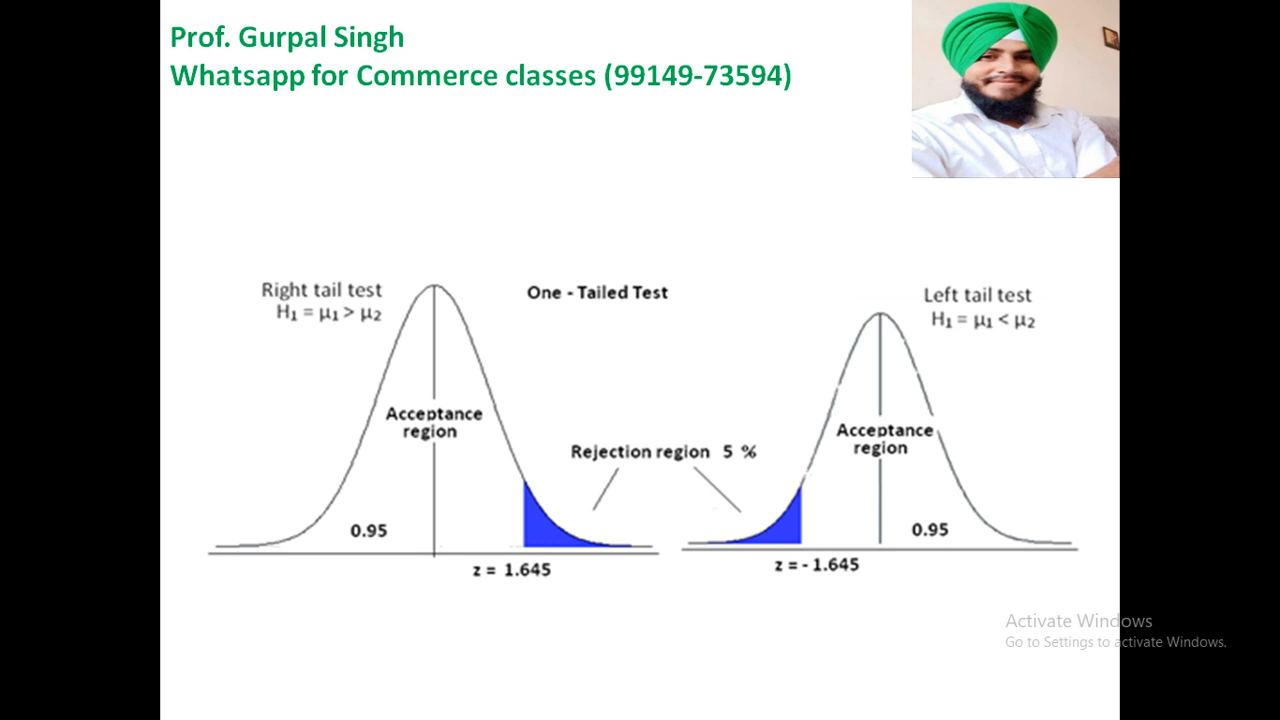 Prof. Gurpal Singh
Whatsapp for Commerce classes (99149-73594)
Right tail test
H₁ = μ₁ > μ₂
One - Tailed Test
Left tail test
H₁ = μ₁ < μ₂
Acceptance
region
Rejection region 5 %
Acceptance
region
0.95
0.95
z = 1.645
z = - 1.645
Activate Windows
Go to Settings to activate Windows.